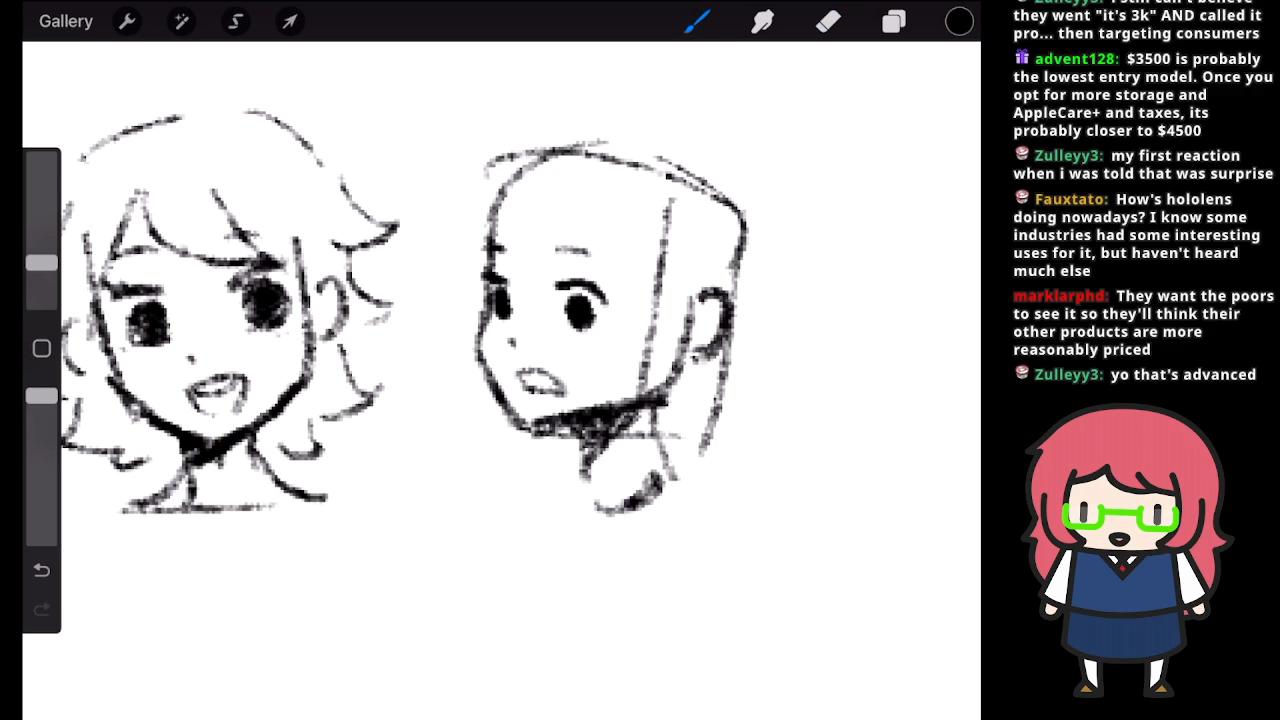 Gallery
Zulleyy3: I still can't believe
they went "it's 3k" AND called it
pro... then targeting consumers
advent128: $3500 is probably
the lowest entry model. Once you
opt for more storage and
AppleCare+ and taxes, its
probably closer to $4500
Zulleyy3: my first reaction
when i was told that was surprise
Fauxtato: How's hololens
doing nowadays? I know some
industries had some interesting
uses for it, but haven't heard
much else
marklarphd: They want the poors
to see it so they'll think their
other products are more
reasonably priced
Zulleyy3: yo that's advanced